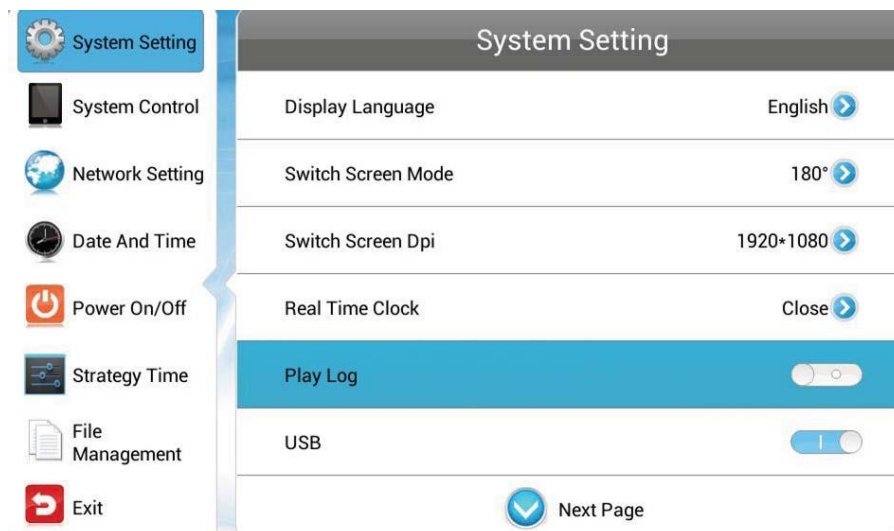 System Setting
System Control
Network Setting
Date And Time
Power On/Off
Strategy Time
File
Management
Exit
System Setting
Display Language English
Switch Screen Mode 180°
Switch Screen Dpi 1920*1080
Real Time Clock Close
Play Log
USB
Next Page